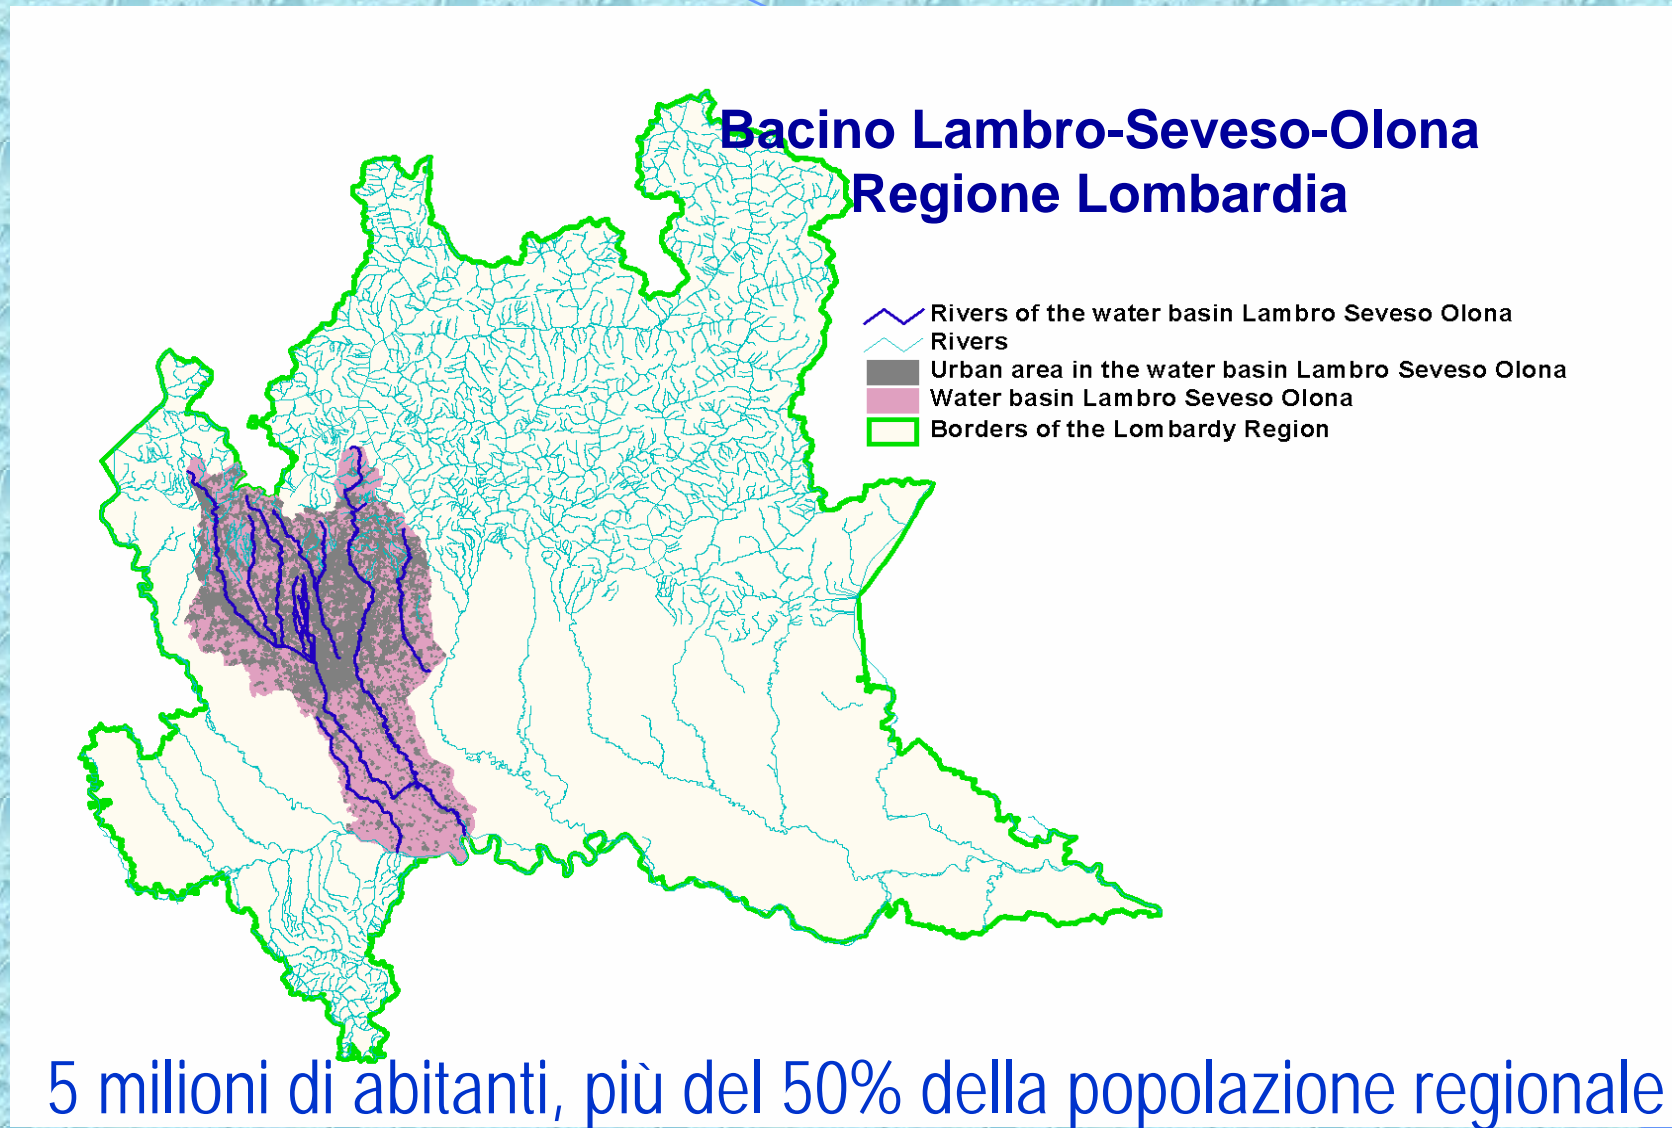 Bacino Lambro-Seveso-Olona
Regione Lombardia
Rivers of the water basin Lambro Seveso Olona
Rivers
Urban area in the water basin Lambro Seveso Olona
Water basin Lambro Seveso Olona
Borders of the Lombardy Region
5 milioni di abitanti, più del 50% della popolazione regionale